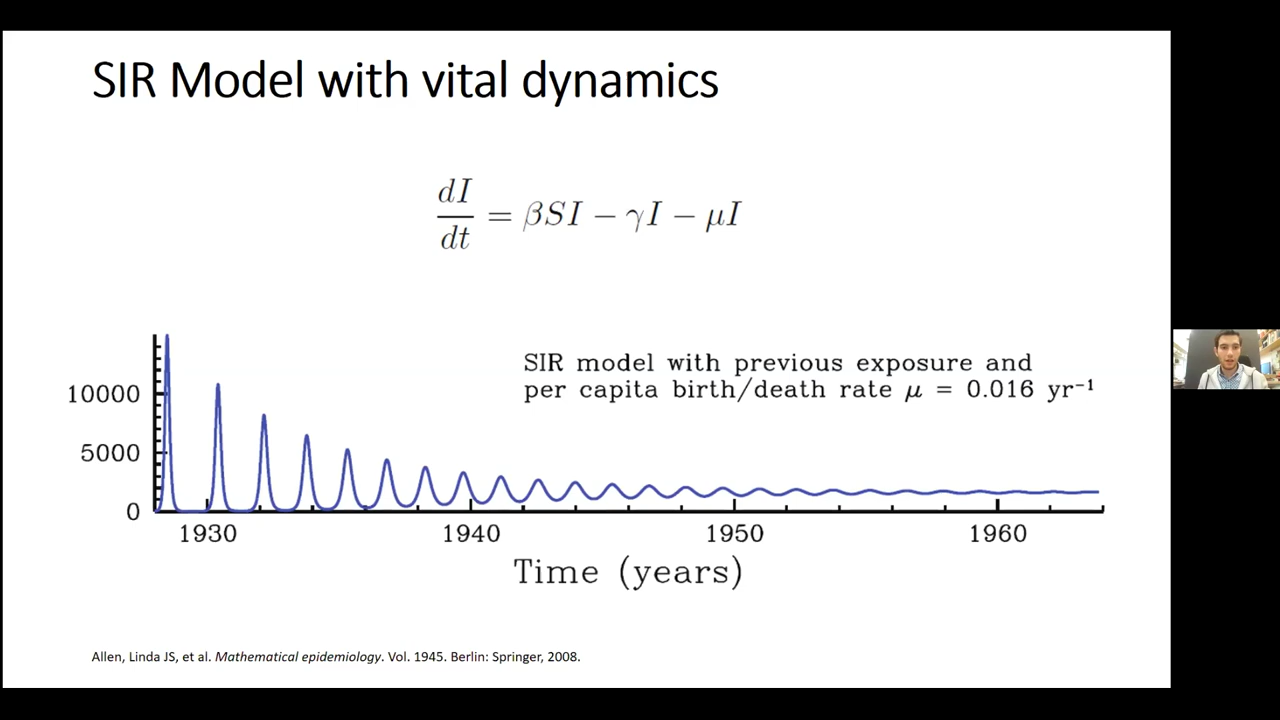 SIR Model with vital dynamics
dI/dt = βSI − γI − μI
SIR model with previous exposure and
per capita birth/death rate μ = 0.016 yr⁻¹
10000
5000
0
1930 1940 1950 1960
Time (years)
Allen, Linda JS, et al. Mathematical epidemiology. Vol. 1945. Berlin: Springer, 2008.